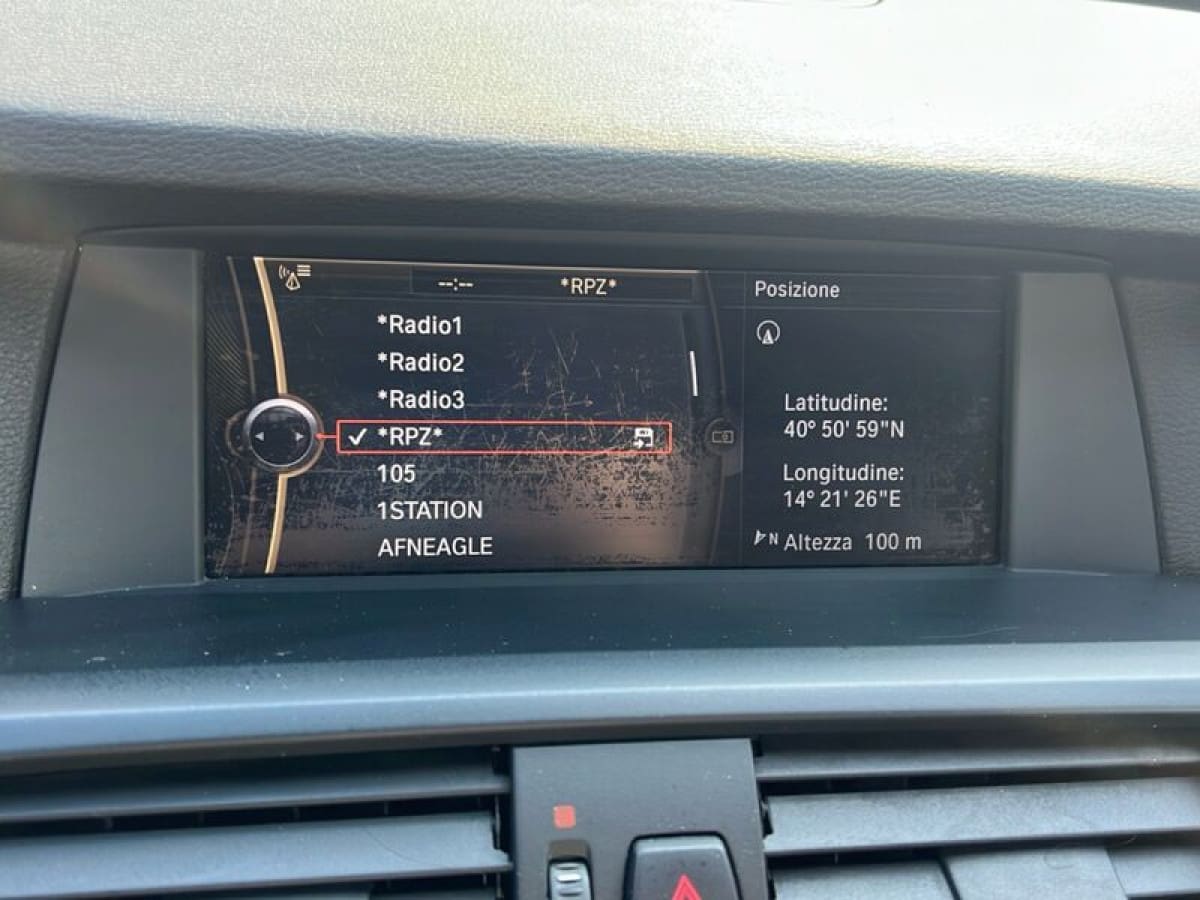 --:-- *RPZ*
*Radio1
*Radio2
*Radio3
*RPZ*
105
1STATION
AFNEAGLE
Posizione
Latitudine:
40° 50' 59"N
Longitudine:
14° 21' 26"E
N Altezza 100 m